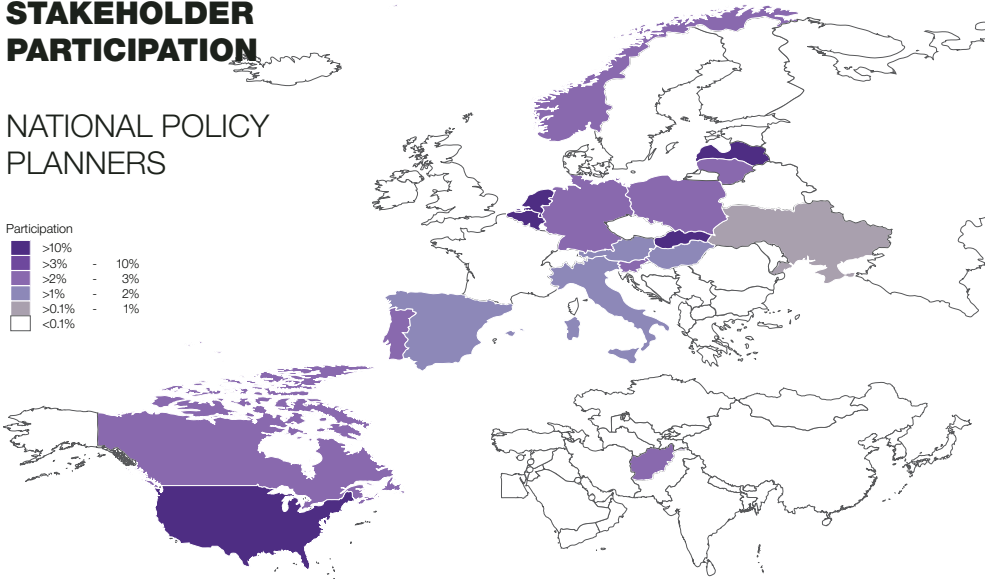 STAKEHOLDER
PARTICIPATION
NATIONAL POLICY
PLANNERS
Participation
>10%
>3% - 10%
>2% - 3%
>1% - 2%
>0.1% - 1%
<0.1%